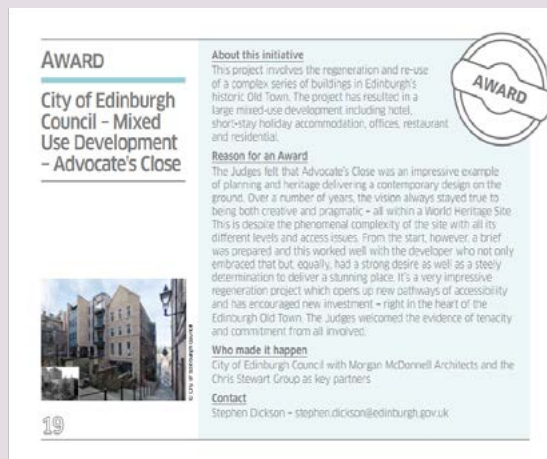 AWARD
City of Edinburgh
Council – Mixed
Use Development
– Advocate's Close
© City of Edinburgh Council
19
About this initiative
This project involves the regeneration and re-use
of a complex series of buildings in Edinburgh's
historic Old Town. The project has resulted in a
large mixed-use development including hotel,
short-stay holiday accommodation, offices, restaurant
and residential.
AWARD
Reason for an Award
The Judges felt that Advocate's Close was an impressive example
of planning and heritage delivering a contemporary design on the
ground. Over a number of years, the vision always stayed true to
being both creative and pragmatic – all within a World Heritage Site.
This is despite the phenomenal complexity of the site with all its
different levels and access issues. From the start, however, a brief
was prepared and this worked well with the developer who not only
embraced that but, equally, had a strong desire as well as a steely
determination to deliver a stunning place. It's a very impressive
regeneration project which opens up new pathways of accessibility
and has encouraged new investment – right in the heart of the
Edinburgh Old Town. The Judges welcomed the evidence of tenacity
and commitment from all involved.
Who made it happen
City of Edinburgh Council with Morgan McDonnell Architects and the
Chris Stewart Group as key partners
Contact
Stephen Dickson – stephen.dickson@edinburgh.gov.uk